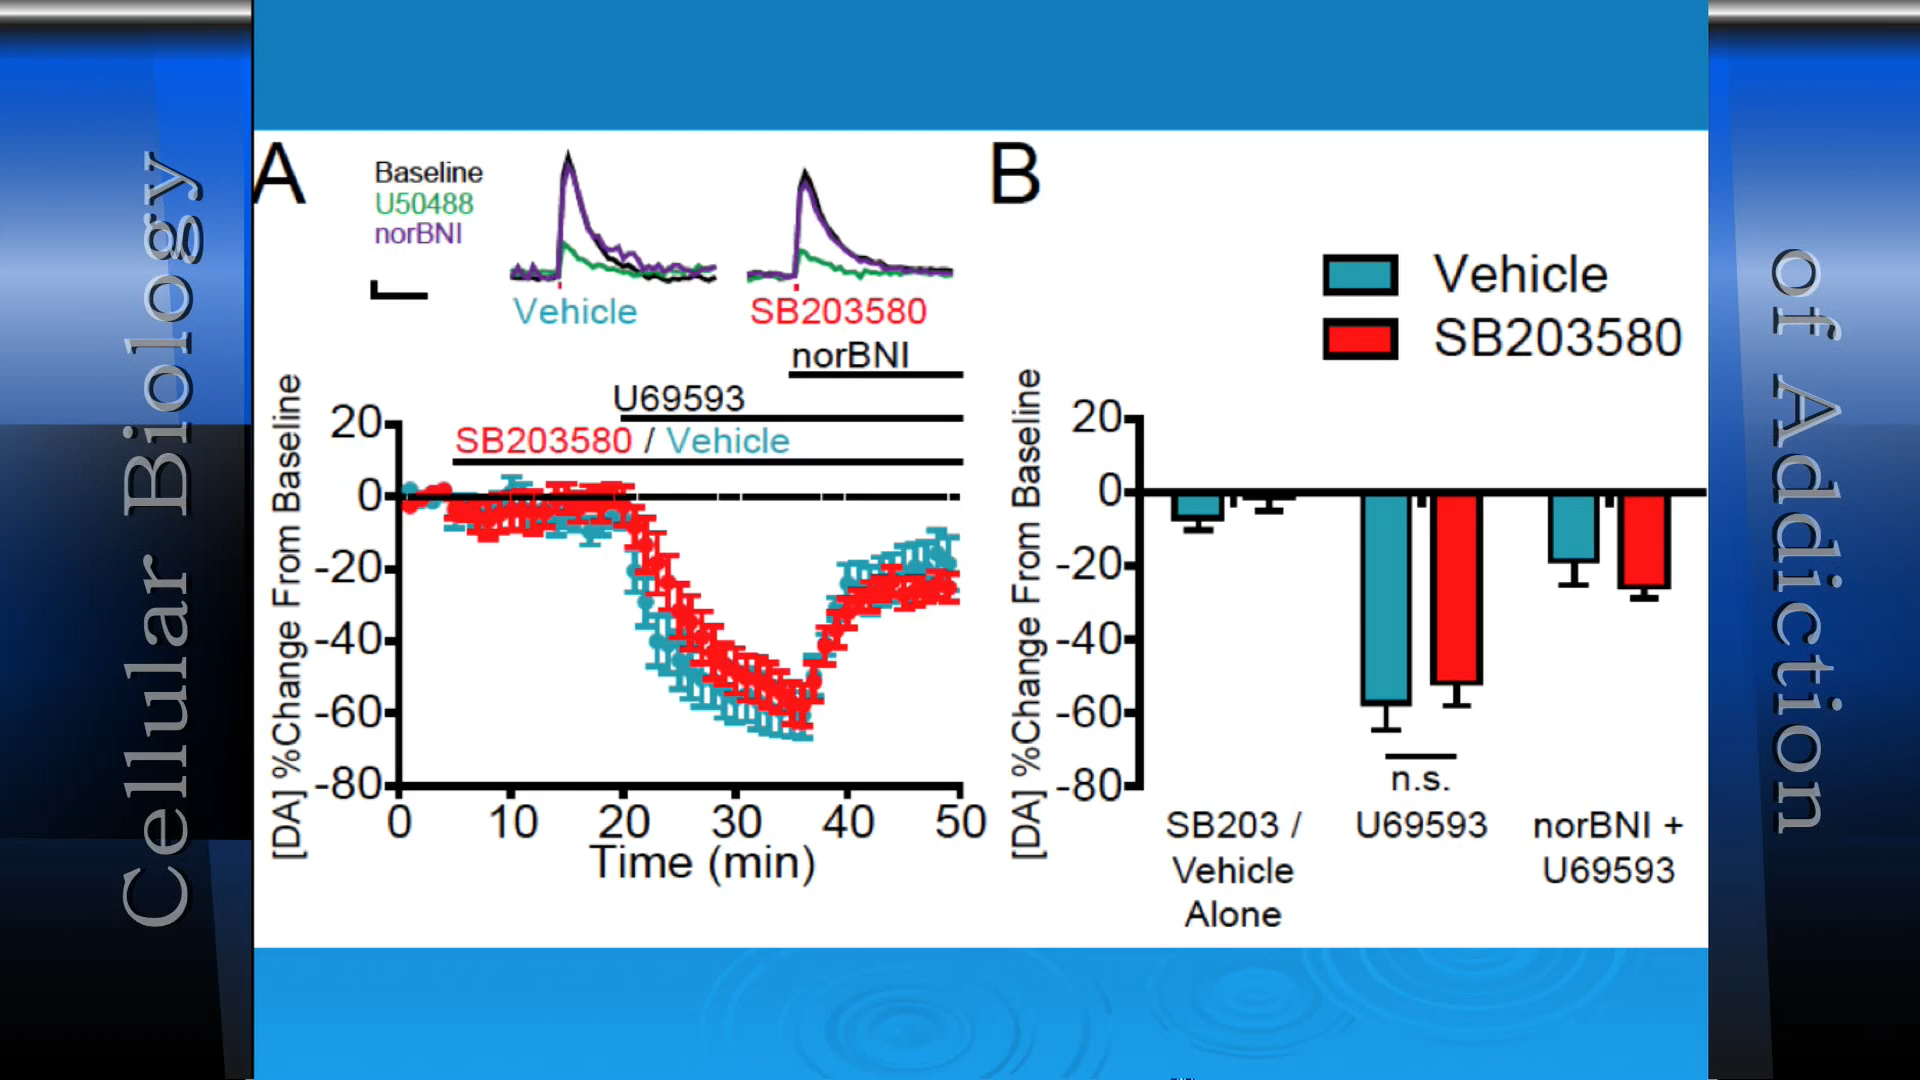 Cellular Biology
A
Baseline
U50488
norBNI
Vehicle
SB203580
norBNI
U69593
SB203580 / Vehicle
[DA] %Change From Baseline
20
0
-20
-40
-60
-80
0 10 20 30 40 50
Time (min)
B
Vehicle
SB203580
[DA] %Change From Baseline
20
0
-20
-40
-60
-80
n.s.
SB203 /
Vehicle
Alone
U69593
norBNI +
U69593
of Addiction